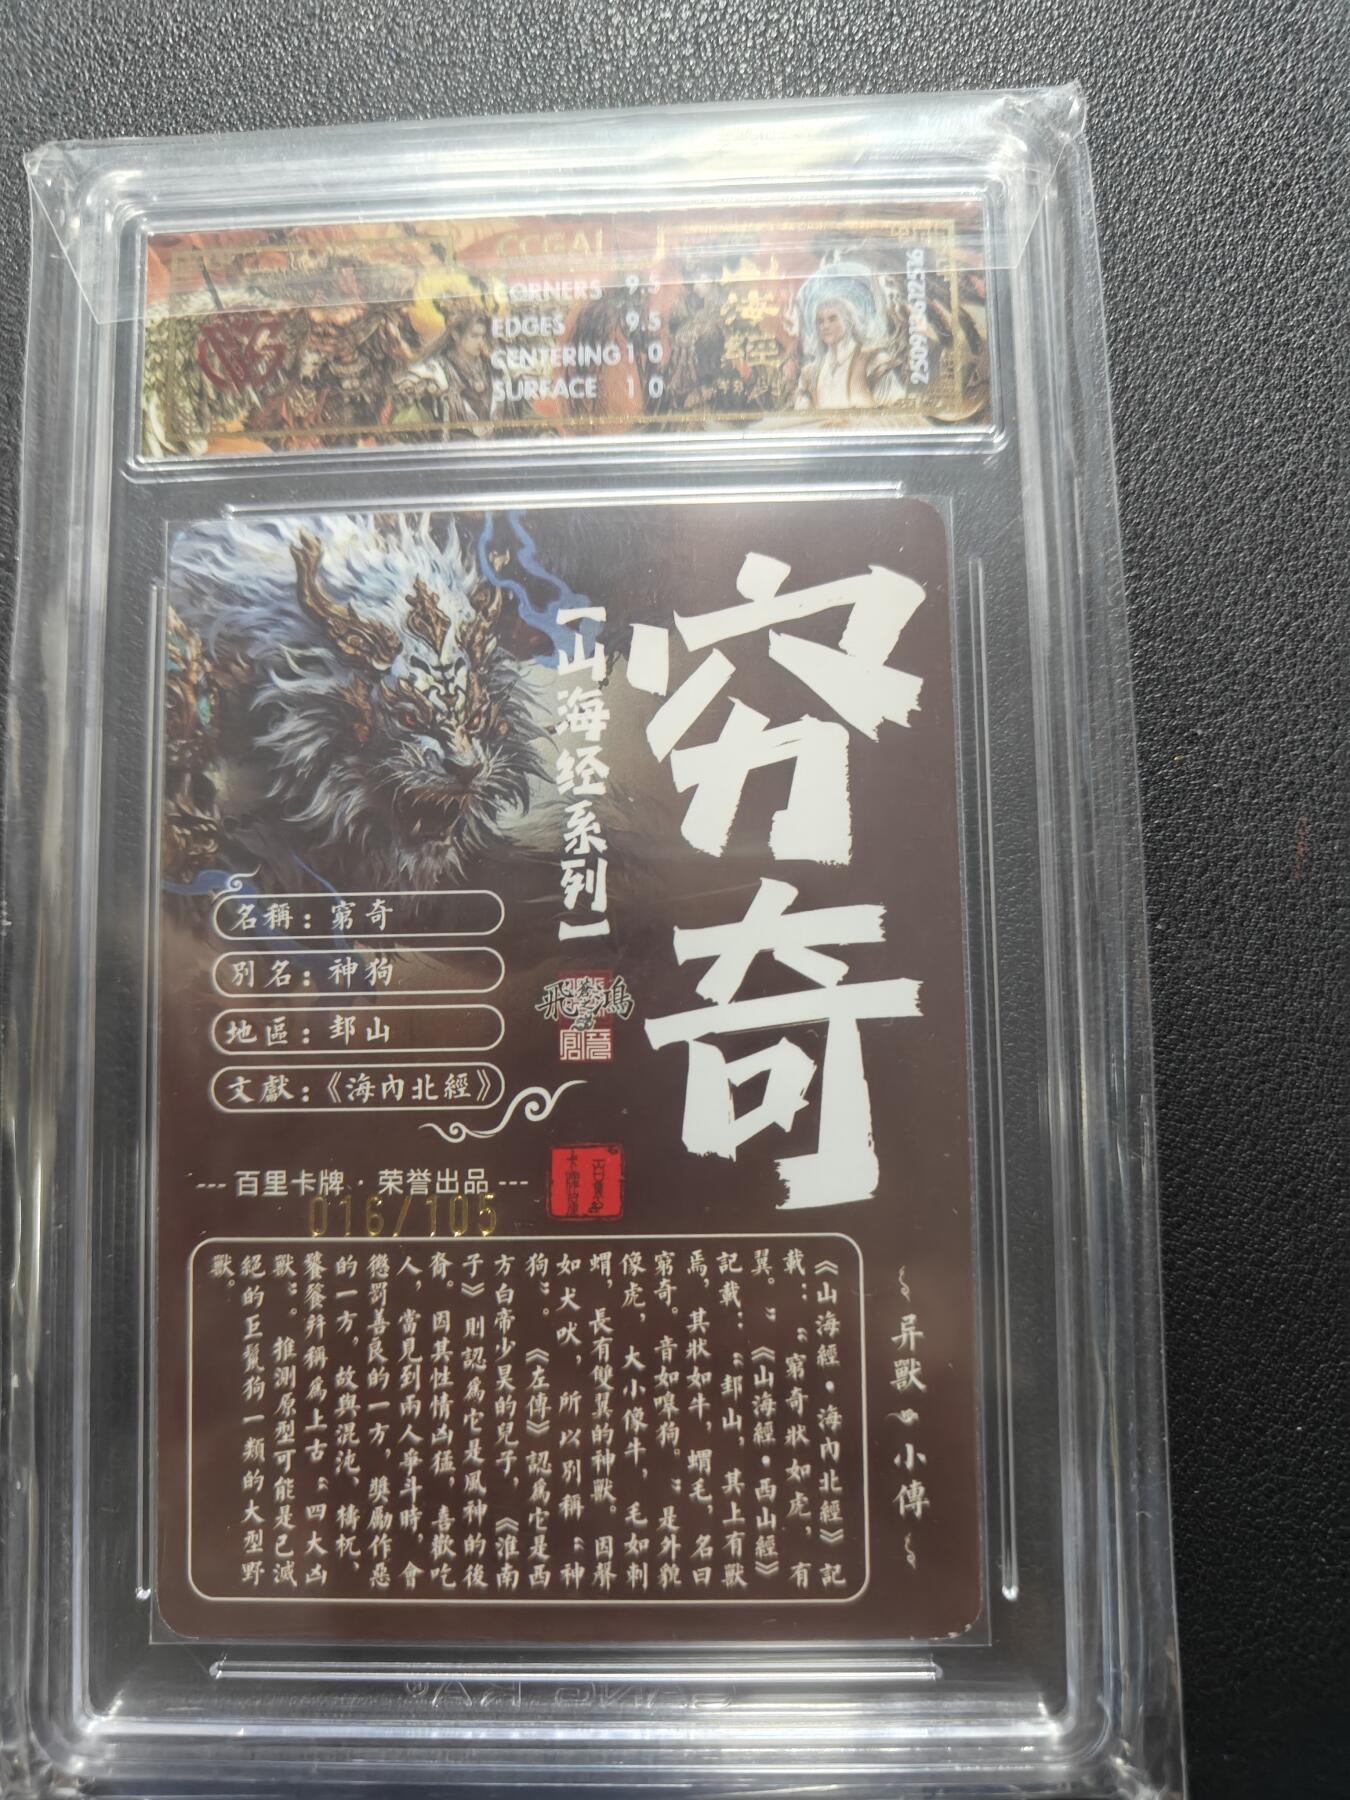 CCGA
CORNERS 9.5
EDGES 9.5
CENTERING 10
SURFACE 10
山海经
穷奇
【山海经系列】
名稱：窮奇
別名：神狗
地區：邽山
文獻：《海內北經》
飛鴻
--- 百里卡牌 · 荣誉出品 ---
016/105
异獸 小傳
《山海經·海內北經》記
載：“窮奇狀如虎，有
翼。”《山海經·西山經》
記載：“邽山，其上有獸
焉，其狀如牛，蝟毛，名曰
窮奇。音如嗥狗。”是外貌
像虎，大小像牛，毛如刺
蝟，長有雙翼的神獸。因聲
如犬吠，所以別稱“神
狗”。《左傳》認爲它是西
方白帝少昊的兒子，《淮南
子》則認爲它是風神的後
裔。因其性情凶猛，喜歡吃
人，當見到兩人爭斗時，會
懲罰善良的一方，獎勵作惡
的一方，故與混沌，檮杌，
饕餮并稱爲上古“四大凶
獸”。推測原型可能是已滅
絕的巨鬣狗一類的大型野
獸。